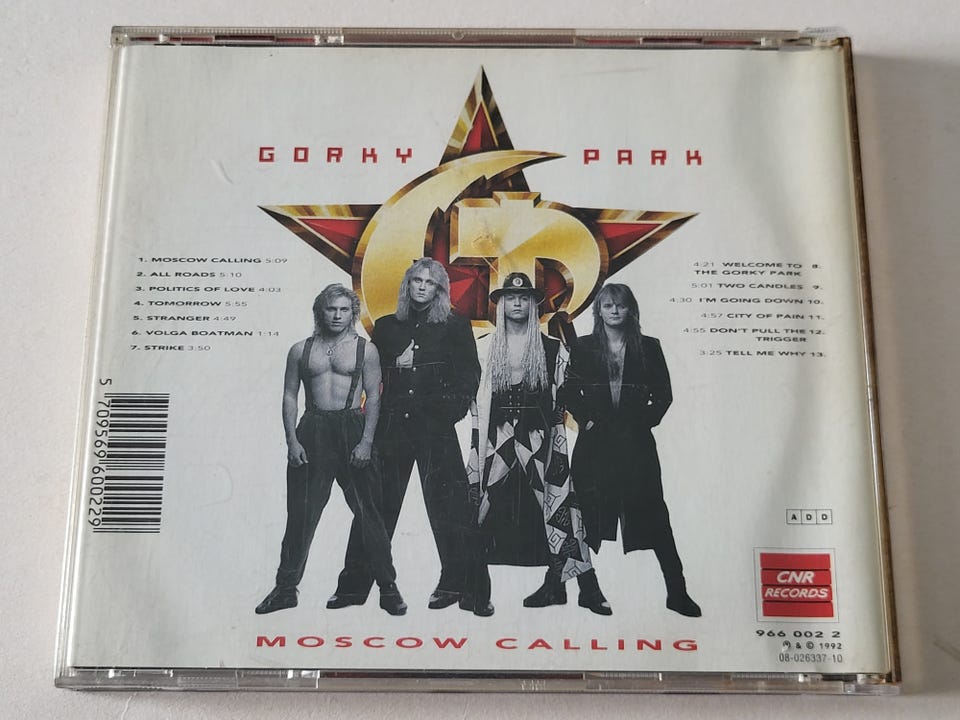 GORKY PARK
1. MOSCOW CALLING 5:09
2. ALL ROADS 5:10
3. POLITICS OF LOVE 4:03
4. TOMORROW 5:55
5. STRANGER 4:49
6. VOLGA BOATMAN 1:14
7. STRIKE 3:50
4:21 WELCOME TO 8.
THE GORKY PARK
5:01 TWO CANDLES 9.
4:30 I'M GOING DOWN 10.
4:57 CITY OF PAIN 11.
4:55 DON'T PULL THE 12.
TRIGGER
3:25 TELL ME WHY 13.
5 709569 600229
ADD
CNR
RECORDS
MOSCOW CALLING
966 002 2
℗ & © 1992
08-026337-10